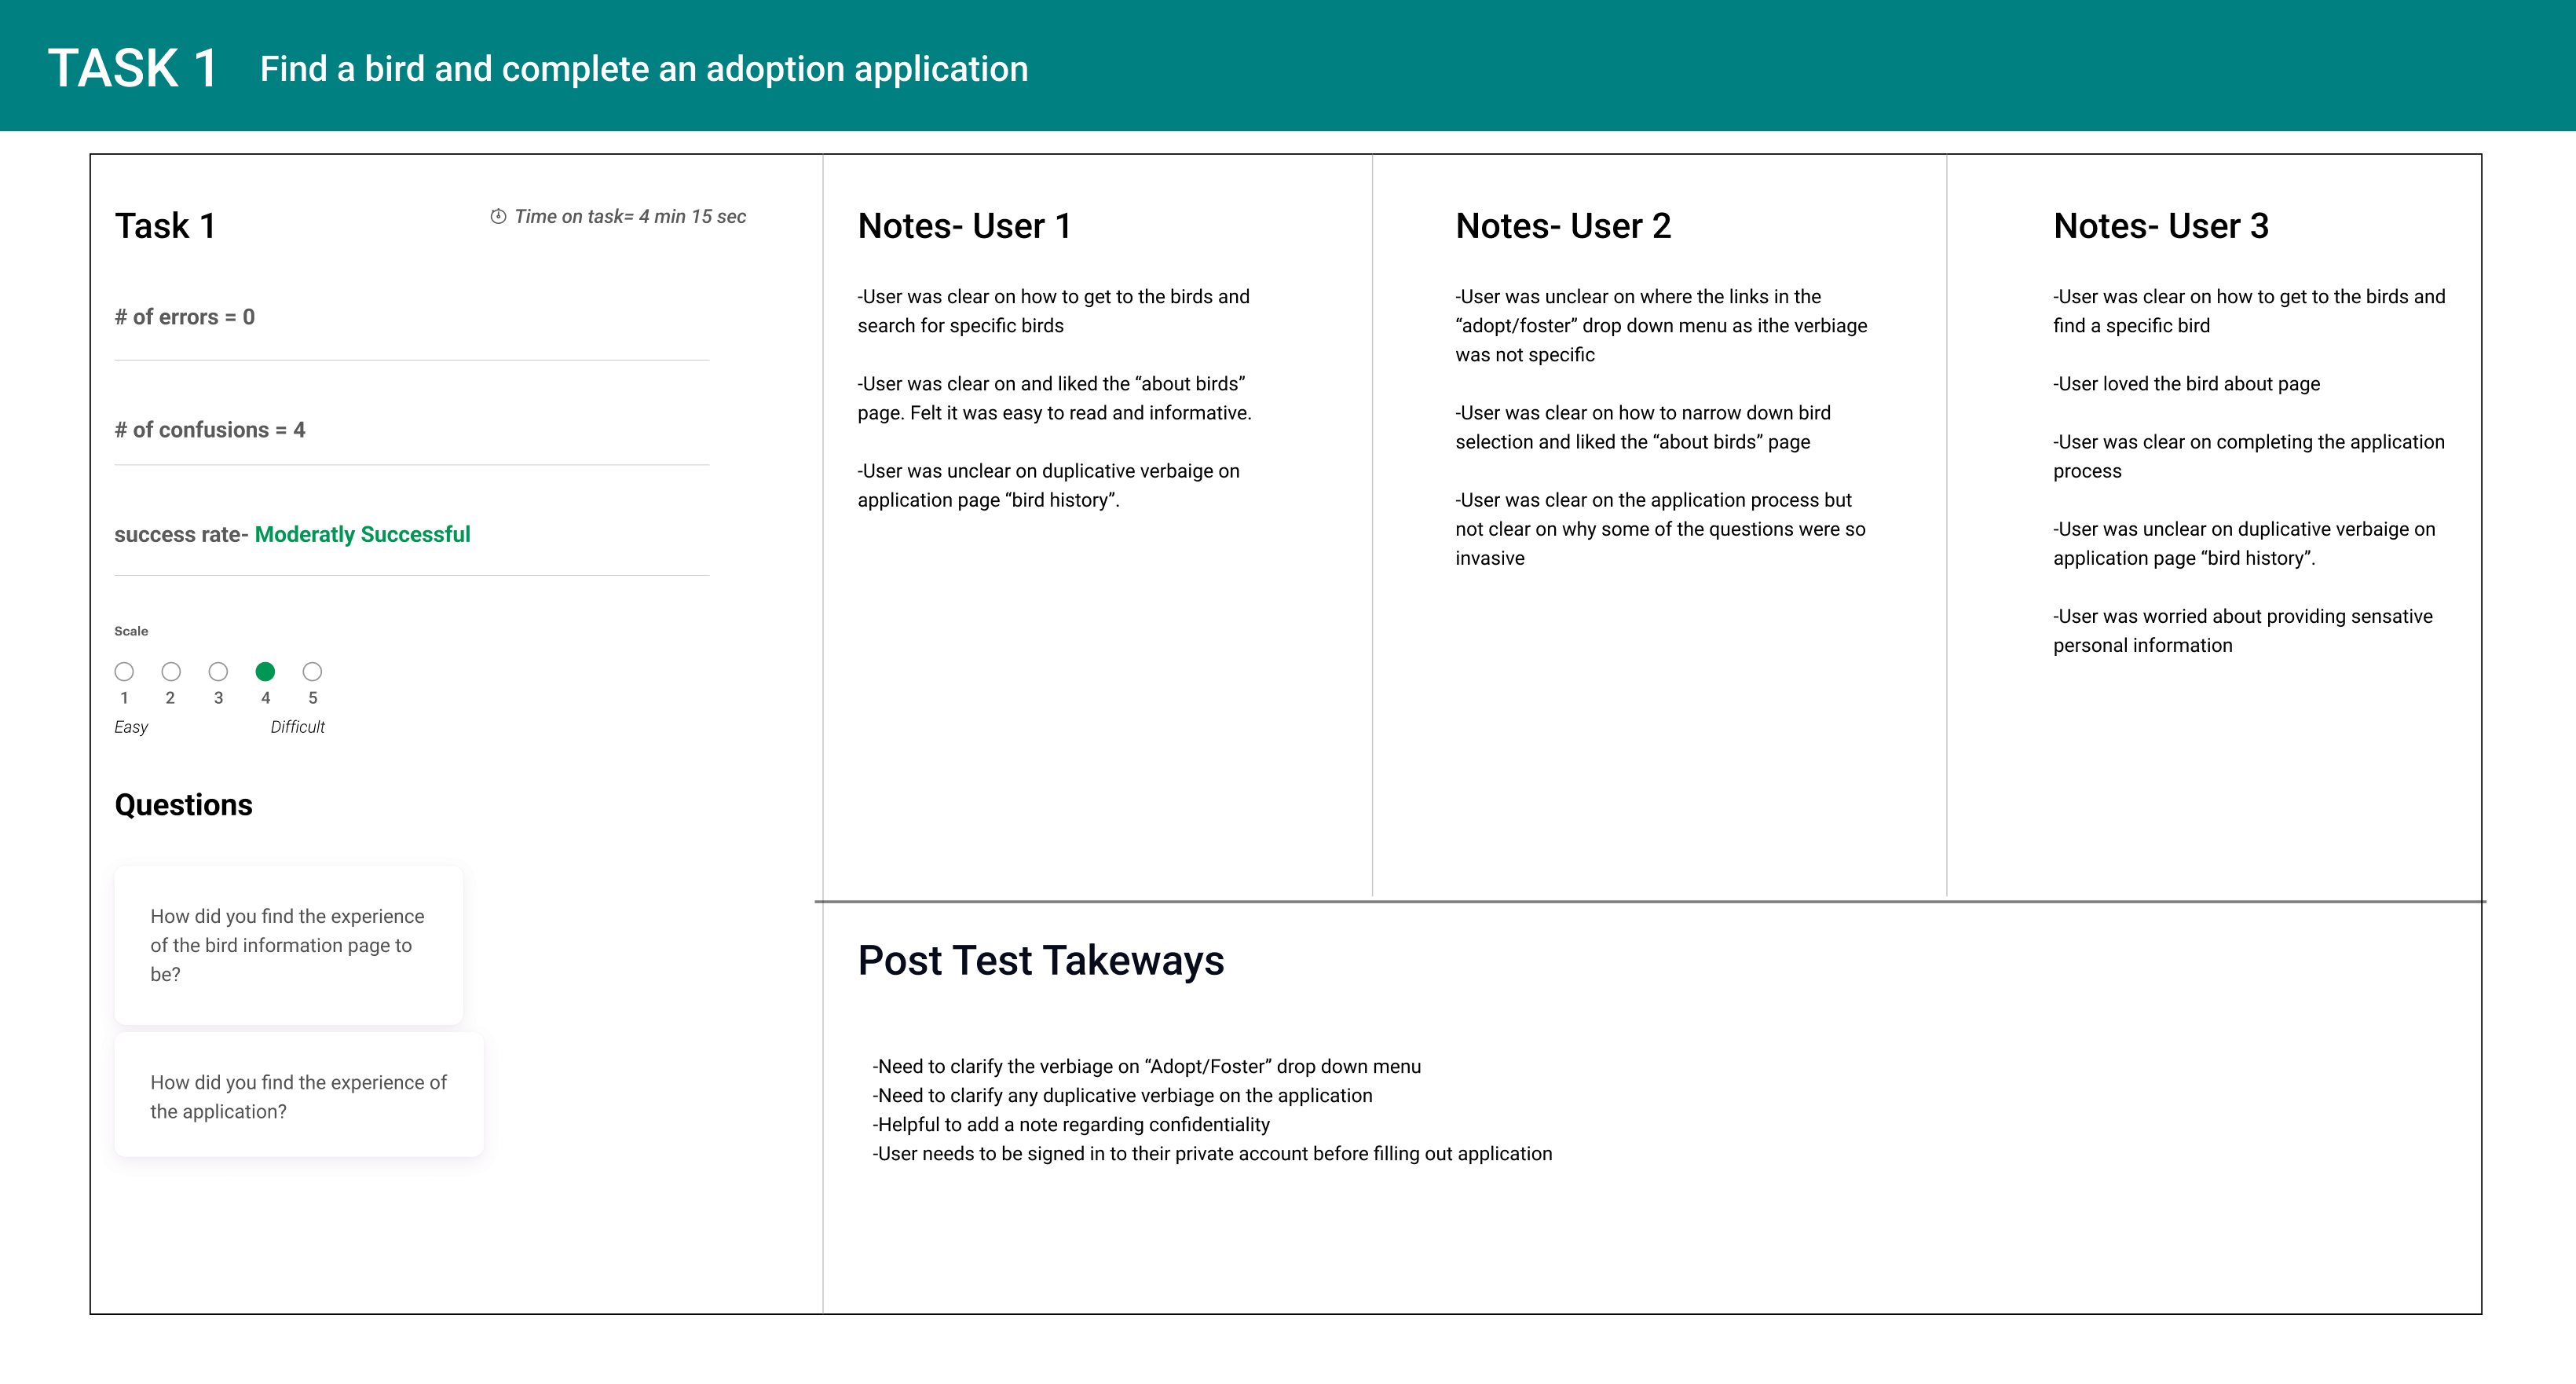 TASK 1
Find a bird and complete an adoption application
Task 1
Time on task= 4 min 15 sec
# of errors = 0
# of confusions = 4
success rate- Moderatly Successful
Scale
1 2 3 4 5
Easy Difficult
Questions
How did you find the experience
of the bird information page to
be?
How did you find the experience of
the application?
Notes- User 1
-User was clear on how to get to the birds and
search for specific birds
-User was clear on and liked the “about birds”
page. Felt it was easy to read and informative.
-User was unclear on duplicative verbaige on
application page “bird history”.
Notes- User 2
-User was unclear on where the links in the
“adopt/foster” drop down menu as ithe verbiage
was not specific
-User was clear on how to narrow down bird
selection and liked the “about birds” page
-User was clear on the application process but
not clear on why some of the questions were so
invasive
Notes- User 3
-User was clear on how to get to the birds and
find a specific bird
-User loved the bird about page
-User was clear on completing the application
process
-User was unclear on duplicative verbaige on
application page “bird history”.
-User was worried about providing sensative
personal information
Post Test Takeways
-Need to clarify the verbiage on “Adopt/Foster” drop down menu
-Need to clarify any duplicative verbiage on the application
-Helpful to add a note regarding confidentiality
-User needs to be signed in to their private account before filling out application